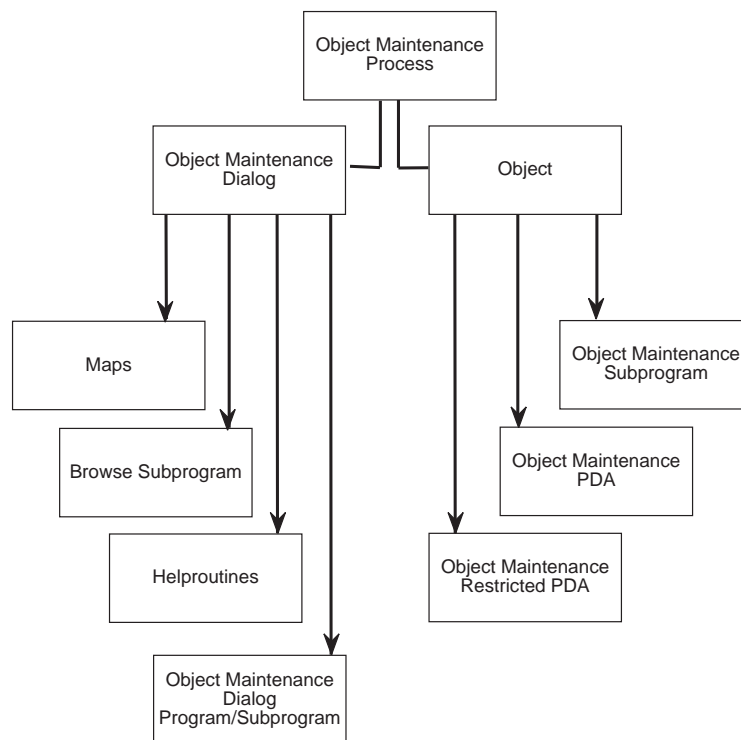 Object Maintenance
Process
Object Maintenance
Dialog
Object
Maps
Object Maintenance
Subprogram
Browse Subprogram
Object Maintenance
PDA
Helproutines
Object Maintenance
Restricted PDA
Object Maintenance
Dialog
Program/Subprogram